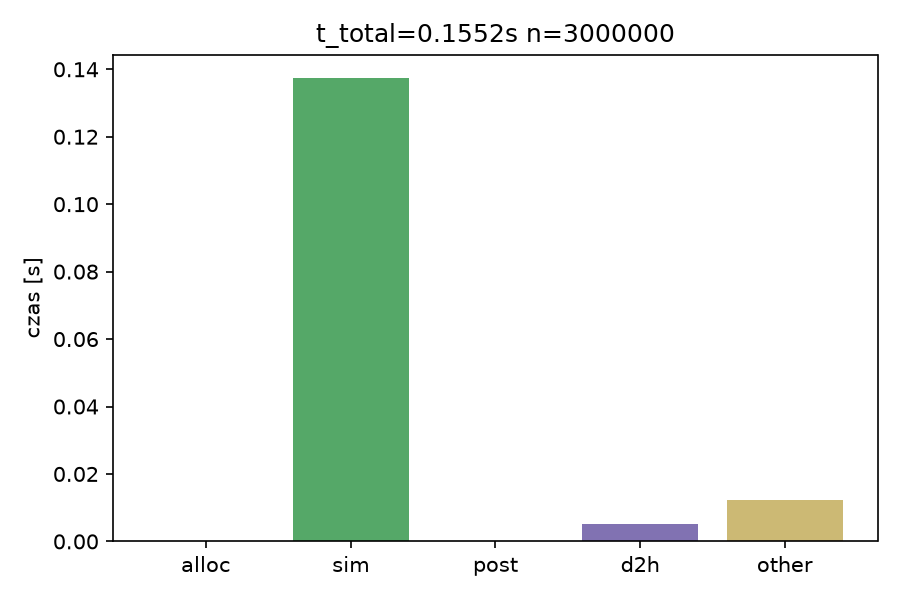 t_total=0.1552s n=3000000
czas [s]
0.14
0.12
0.10
0.08
0.06
0.04
0.02
0.00
alloc sim post d2h other